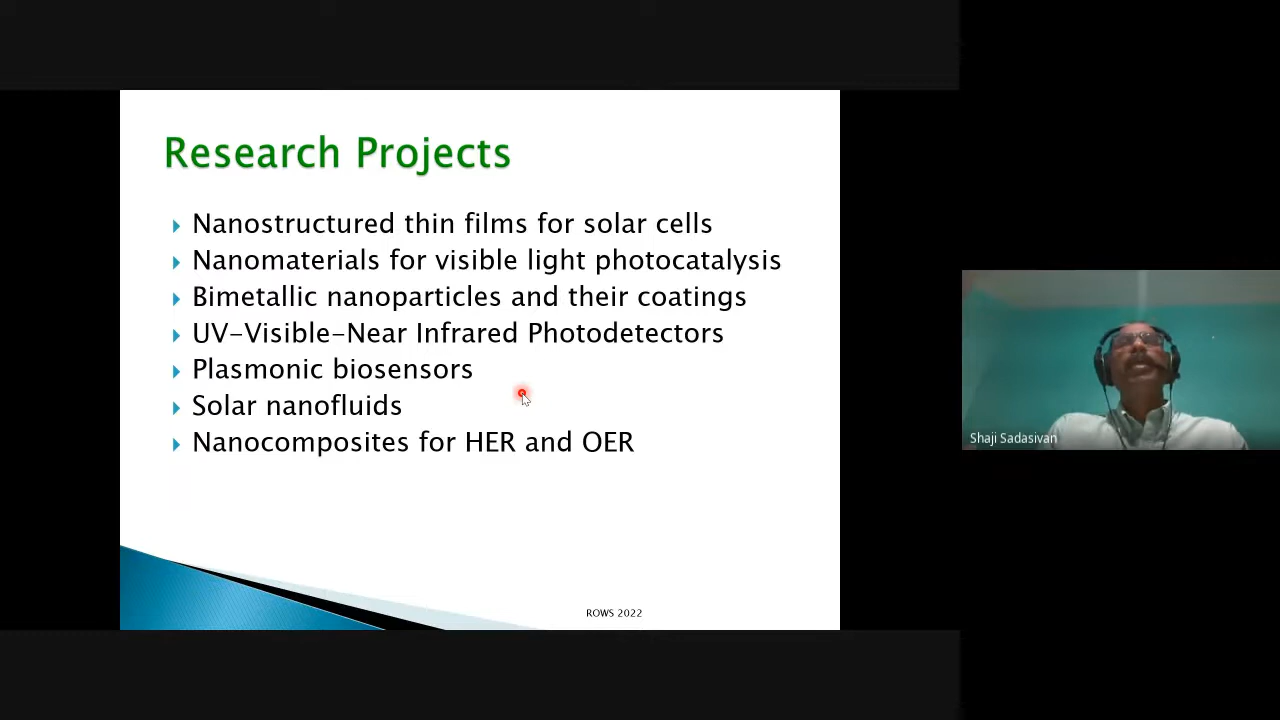 Research Projects
Nanostructured thin films for solar cells
Nanomaterials for visible light photocatalysis
Bimetallic nanoparticles and their coatings
UV-Visible-Near Infrared Photodetectors
Plasmonic biosensors
Solar nanofluids
Nanocomposites for HER and OER
ROWS 2022
Shaji Sadasivan